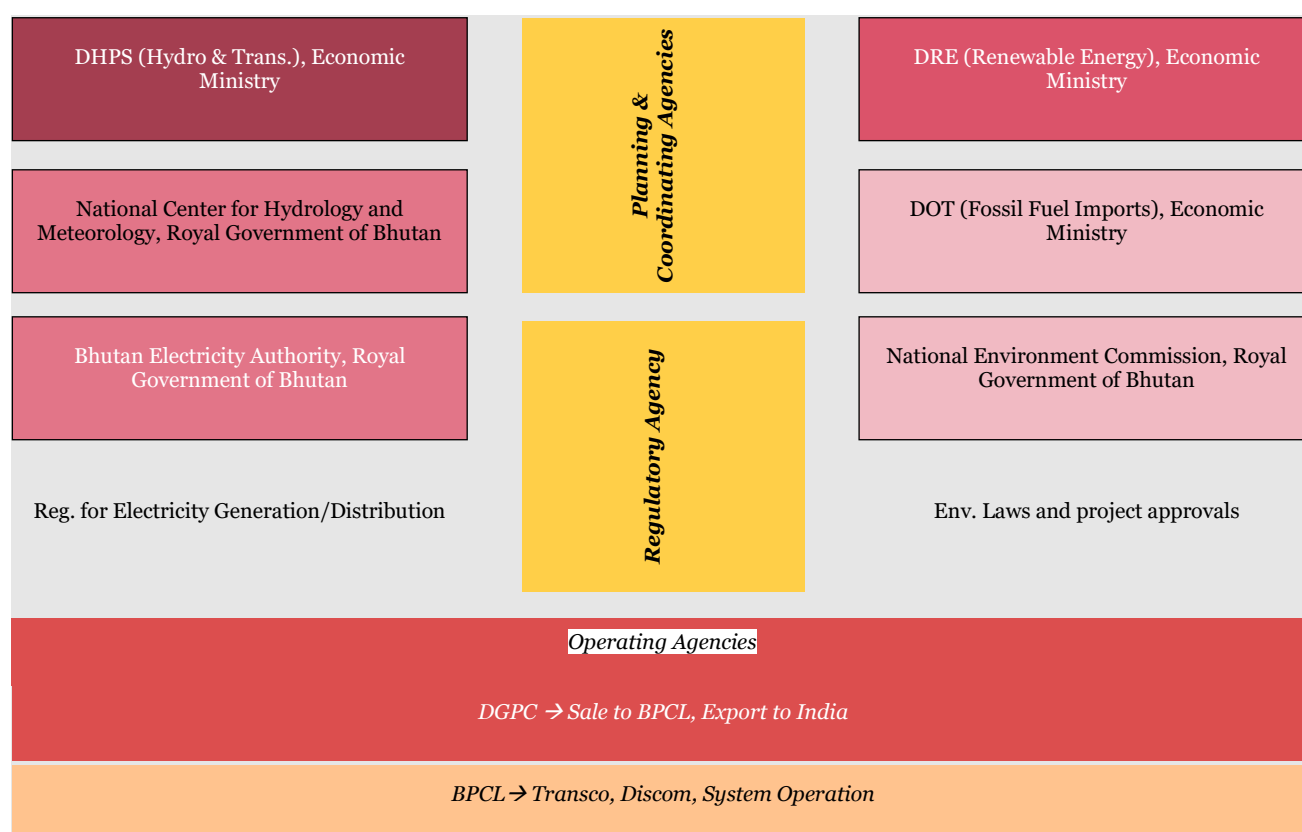 DHPS (Hydro & Trans.), Economic
Ministry
Planning &
Coordinating Agencies
DRE (Renewable Energy), Economic
Ministry
National Center for Hydrology and
Meteorology, Royal Government of Bhutan
DOT (Fossil Fuel Imports), Economic
Ministry
Bhutan Electricity Authority, Royal
Government of Bhutan
Regulatory Agency
National Environment Commission, Royal
Government of Bhutan
Reg. for Electricity Generation/Distribution
Env. Laws and project approvals
Operating Agencies
DGPC → Sale to BPCL, Export to India
BPCL→ Transco, Discom, System Operation